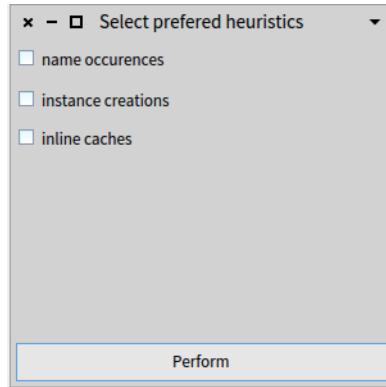 Select prefered heuristics
name occurences
instance creations
inline caches
Perform